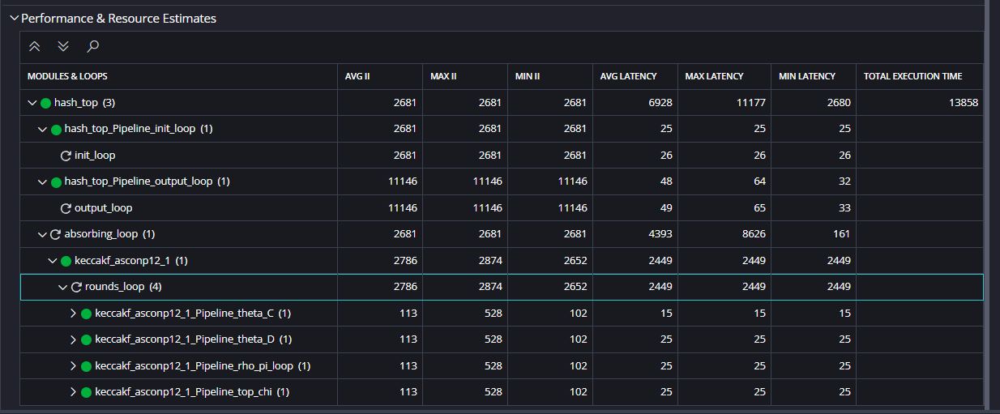 Performance & Resource Estimates
MODULES & LOOPS AVG II MAX II MIN II AVG LATENCY MAX LATENCY MIN LATENCY TOTAL EXECUTION TIME
hash_top (3) 2681 2681 2681 6928 11177 2680 13858
hash_top_Pipeline_init_loop (1) 2681 2681 2681 25 25 25
init_loop 2681 2681 2681 26 26 26
hash_top_Pipeline_output_loop (1) 11146 11146 11146 48 64 32
output_loop 11146 11146 11146 49 65 33
absorbing_loop (1) 2681 2681 2681 4393 8626 161
keccakf_asconp12_1 (1) 2786 2874 2652 2449 2449 2449
rounds_loop (4) 2786 2874 2652 2449 2449 2449
keccakf_asconp12_1_Pipeline_theta_C (1) 113 528 102 15 15 15
keccakf_asconp12_1_Pipeline_theta_D (1) 113 528 102 25 25 25
keccakf_asconp12_1_Pipeline_rho_pi_loop (1) 113 528 102 25 25 25
keccakf_asconp12_1_Pipeline_top_chi (1) 113 528 102 25 25 25